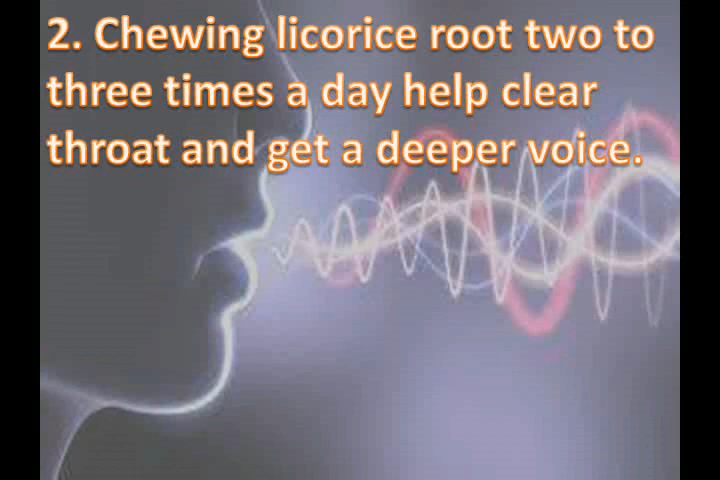 2. Chewing licorice root two to
three times a day help clear
throat and get a deeper voice.